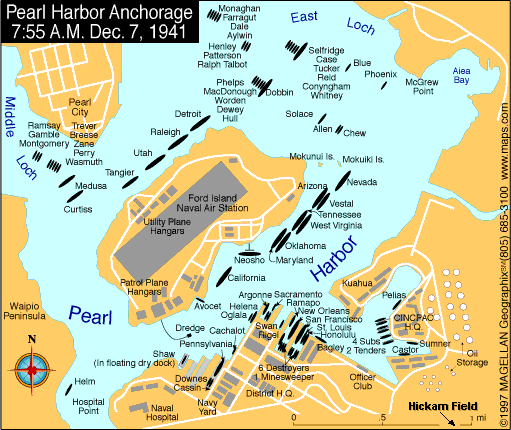 Pearl Harbor Anchorage
7:55 A.M. Dec. 7, 1941
Monaghan
Farragut
Dale
Aylwin
Henley
Patterson
Ralph Talbot
East
Loch
Selfridge
Case
Tucker
Reid
Conyngham
Whitney
Blue
Phoenix
McGrew
Point
Aiea
Bay
Phelps
MacDonough
Worden
Dewey
Hull
Dobbin
Solace
Allen
Chew
Middle
Loch
Pearl
City
Ramsay
Gamble
Montgomery
Trever
Breese
Zane
Perry
Wasmuth
Medusa
Curtiss
Detroit
Raleigh
Utah
Tangier
Mokunui Is.
Mokuiki Is.
Ford Island
Naval Air Station
Utility Plane
Hangars
Arizona
Nevada
Vestal
Tennessee
West Virginia
Oklahoma
Maryland
Neosho
California
Harbor
Patrol Plane
Hangars
Avocet
Waipio
Peninsula
Pearl
Dredge
Argonne
Sacramento
Helena
Ramapo
Oglala
New Orleans
San Francisco
St. Louis
Honolulu
Swan
Rigel
Bagley
Cachalot
Pennsylvania
Shaw
(In floating dry dock)
Downes
Cassin
6 Destroyers
1 Minesweeper
Navy
Yard
District H.Q.
Naval
Hospital
Officer
Club
Kuahua
Pelias
CINCPAC
H.Q.
4 Subs
2 Tenders
Castor
Sumner
Oil
Storage
N
Helm
Hospital
Point
0
.5
1
mi
Hickam Field
©1997 MAGELLAN Geographix℠(805) 685-3100 www.maps.com